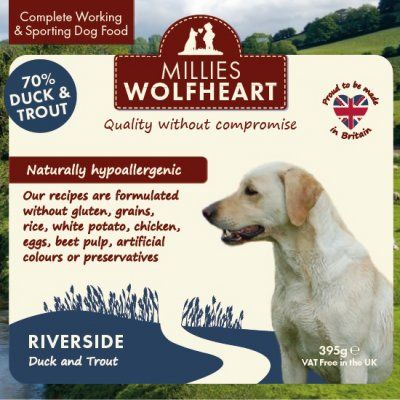 Complete Working
& Sporting Dog Food
MILLIES
WOLFHEART
70%
DUCK &
TROUT
Quality without compromise
Proud to be made
in Britain
Naturally hypoallergenic
Our recipes are formulated
without gluten, grains,
rice, white potato, chicken,
eggs, beet pulp, artificial
colours or preservatives
RIVERSIDE
Duck and Trout
395g ℮
VAT Free in the UK